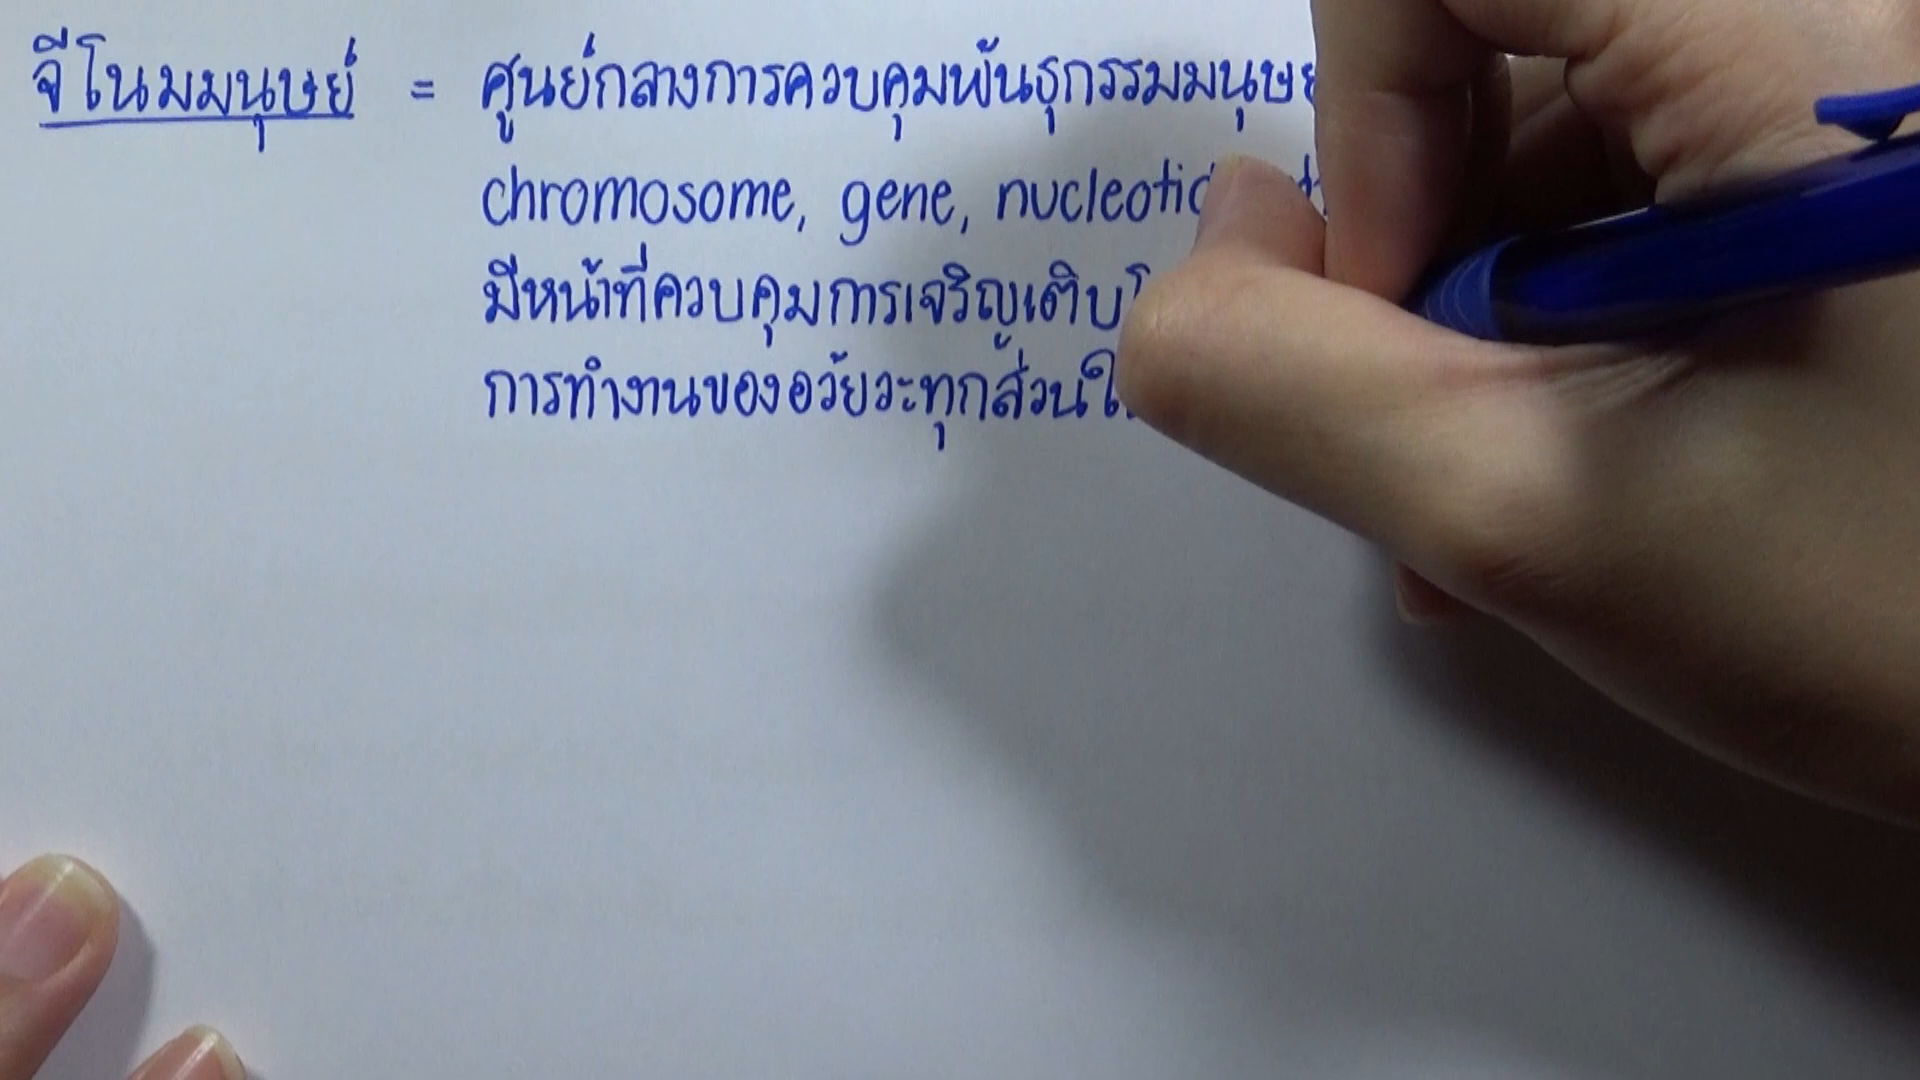 จีโนมมนุษย์ = ศูนย์กลางการควบคุมพันธุกรรมมนุษย
chromosome, gene,
มีหน้าที่ควบคุมการเจริญเติบโ
การทำงานของอวัยวะทุกส่วน